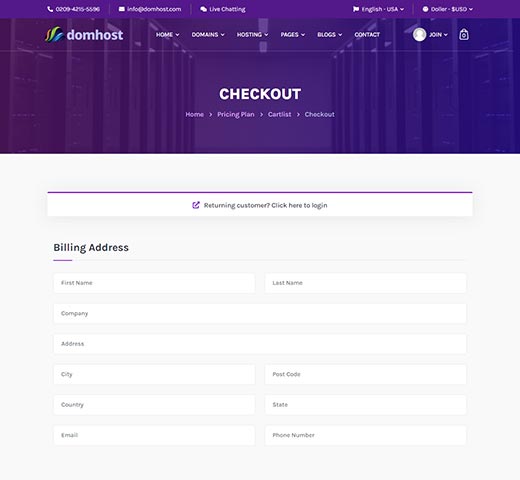 0209-4215-5596 info@domhost.com Live Chatting English - USA Doller - $USD
domhost HOME DOMAINS HOSTING PAGES BLOGS CONTACT JOIN 0
CHECKOUT
Home > Pricing Plan > Cartlist > Checkout
Returning customer? Click here to login
Billing Address
First Name Last Name
Company
Address
City Post Code
Country State
Email Phone Number